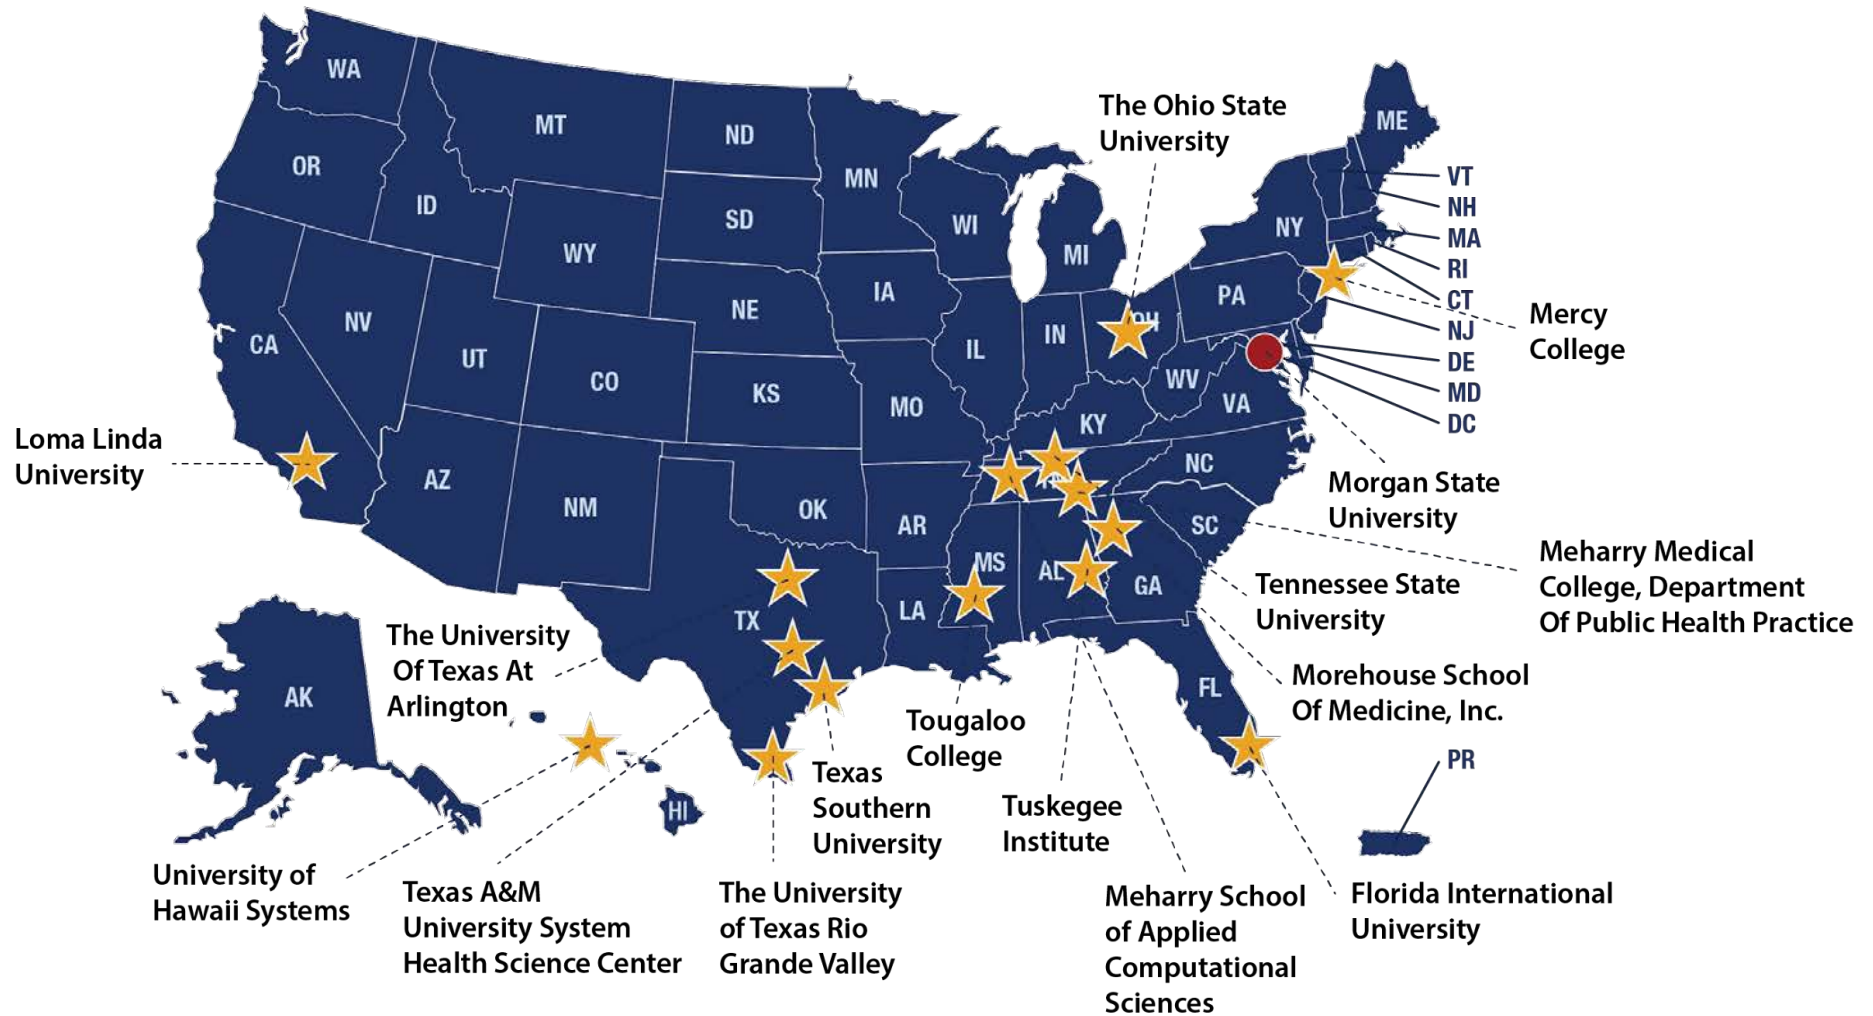 WA
OR
CA
ID
NV
MT
WY
UT
AZ
CO
NM
ND
SD
NE
KS
OK
TX
MN
IA
MO
AR
LA
WI
IL
MI
IN
OH
KY
MS
AL
GA
FL
SC
NC
VA
WV
PA
NY
ME
VT
NH
MA
RI
CT
NJ
DE
MD
DC
AK
HI
PR
The Ohio State
University
Mercy
College
Loma Linda
University
Morgan State
University
Meharry Medical
College, Department
Of Public Health Practice
Tennessee State
University
Morehouse School
Of Medicine, Inc.
The University
Of Texas At
Arlington
Tougaloo
College
Texas
Southern
University
Tuskegee
Institute
University of
Hawaii Systems
Texas A&M
University System
Health Science Center
The University
of Texas Rio
Grande Valley
Meharry School
of Applied
Computational
Sciences
Florida International
University